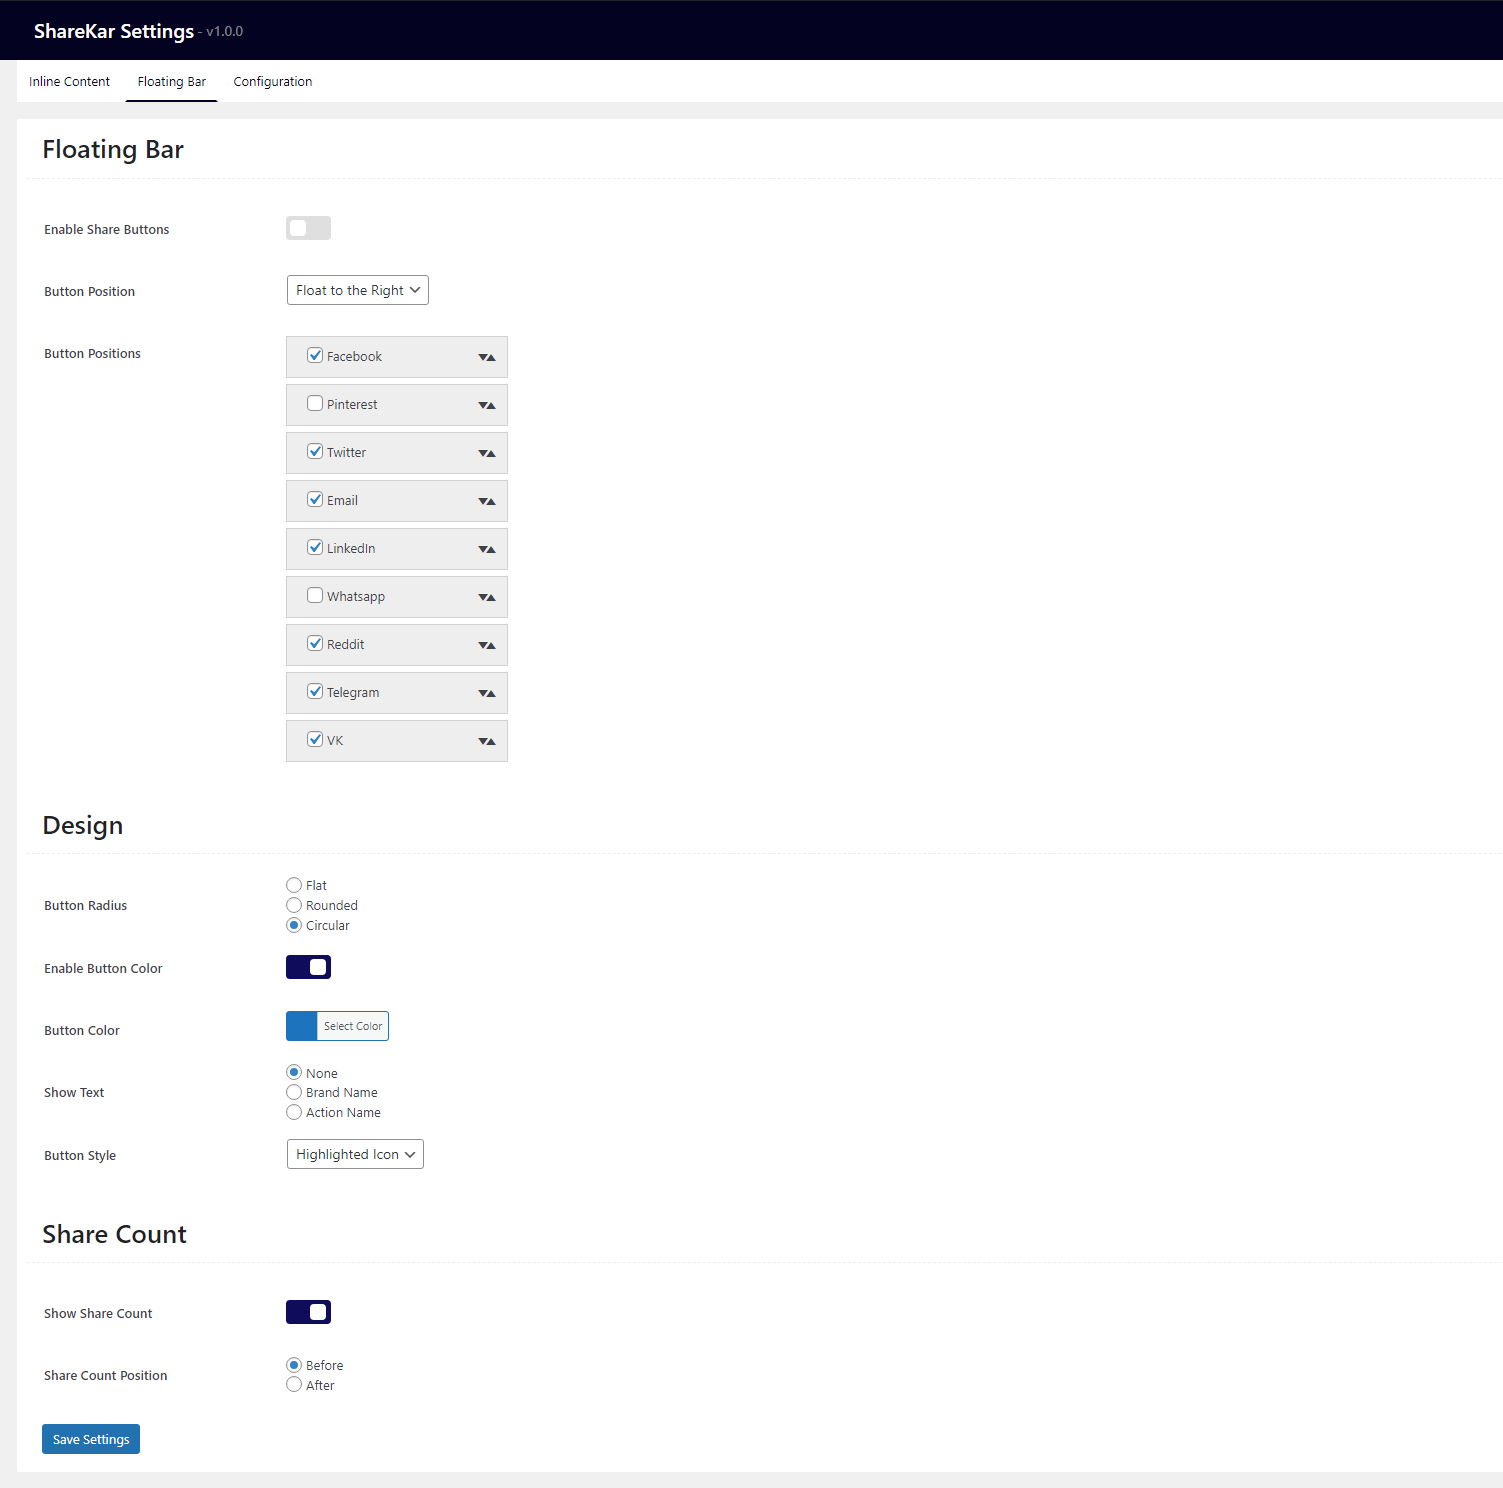 ShareKar Settings - v1.0.0
Inline Content Floating Bar Configuration
Floating Bar
Enable Share Buttons
Button Position Float to the Right
Button Positions Facebook
Pinterest
Twitter
Email
LinkedIn
Whatsapp
Reddit
Telegram
VK
Design
Flat
Button Radius Rounded
Circular
Enable Button Color
Button Color Select Color
None
Show Text Brand Name
Action Name
Button Style Highlighted Icon
Share Count
Show Share Count
Before
Share Count Position
After
Save Settings